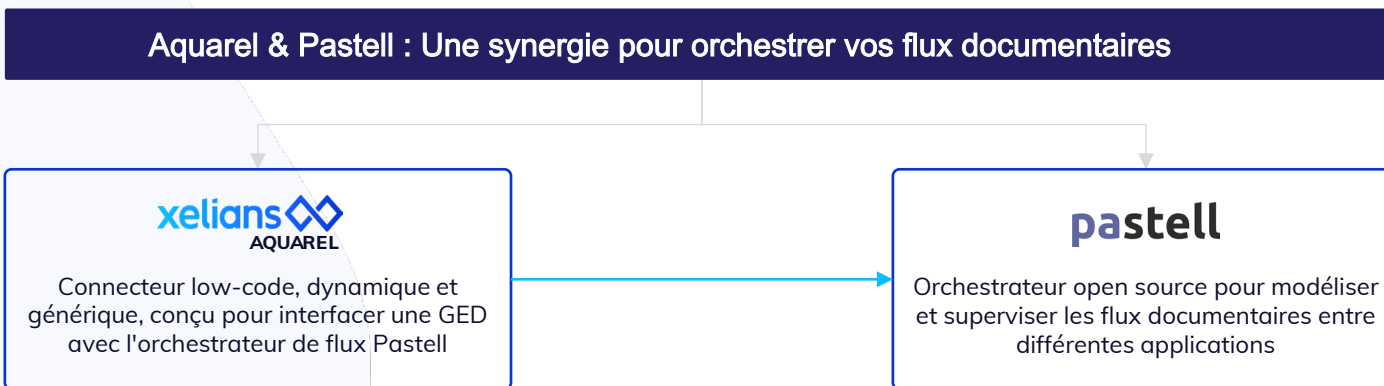 Aquarel & Pastell : Une synergie pour orchestrer vos flux documentaires
xelians
AQUAREL
Connecteur low-code, dynamique et
générique, conçu pour interfacer une GED
avec l'orchestrateur de flux Pastell
pastell
Orchestrateur open source pour modéliser
et superviser les flux documentaires entre
différentes applications